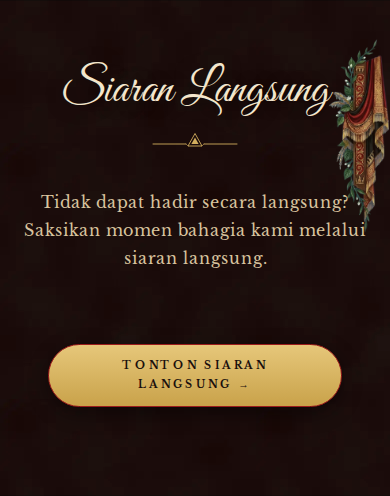 Siaran Langsung
Tidak dapat hadir secara langsung?
Saksikan momen bahagia kami melalui
siaran langsung.
TONTON SIARAN
LANGSUNG →